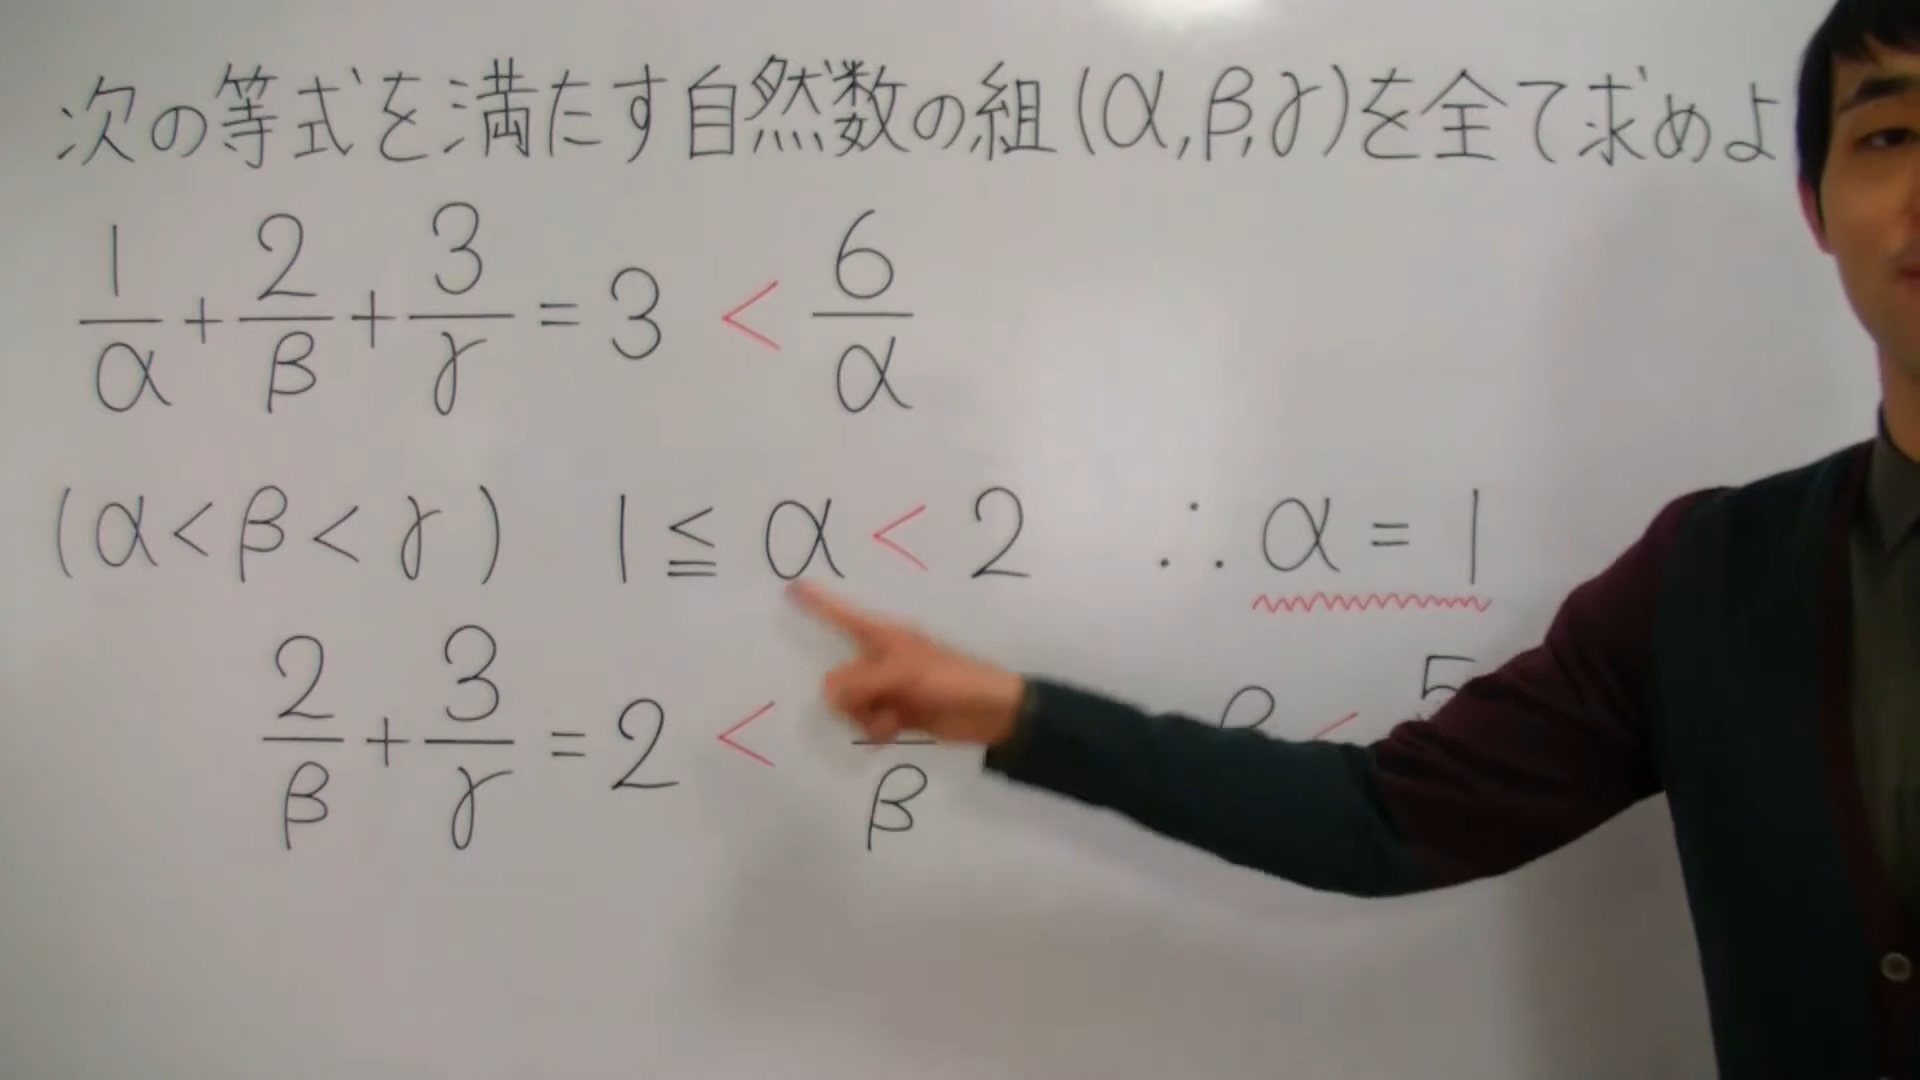 次の等式を満たす自然数の組(α,β,γ)を全て求めよ
1/α + 2/β + 3/γ = 3 < 6/α
(α<β<γ) 1 ≦ α < 2 ∴ α = 1
2/β + 3/γ = 2 < /β β < 5